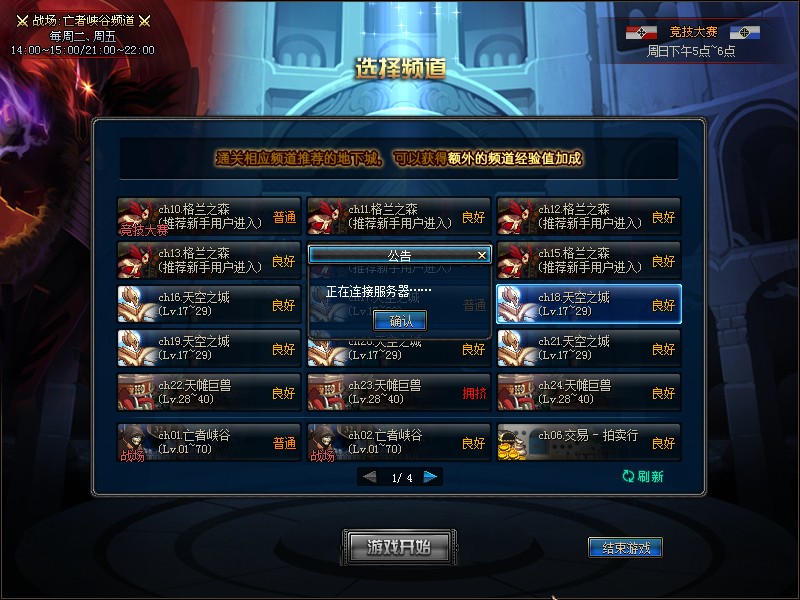 战场:亡者峡谷频道
每周二、周五
14:00~15:00/21:00~22:00
竞技大赛
周日下午5点~6点
选择频道
通关相应频道推荐的地下城, 可以获得额外的频道经验值加成
ch10.格兰之森
(推荐新手用户进入)
普通
竞技大赛
ch11.格兰之森
(推荐新手用户进入)
良好
ch12.格兰之森
(推荐新手用户进入)
良好
ch13.格兰之森
(推荐新手用户进入)
良好
公告
正在连接服务器……
确认
ch15.格兰之森
(推荐新手用户进入)
良好
ch16.天空之城
(Lv.17~29)
良好
普通
ch18.天空之城
(Lv.17~29)
良好
ch19.天空之城
(Lv.17~29)
良好
ch20.天空之城
(Lv.17~29)
良好
ch21.天空之城
(Lv.17~29)
良好
ch22.天帷巨兽
(Lv.28~40)
良好
ch23.天帷巨兽
(Lv.28~40)
拥挤
ch24.天帷巨兽
(Lv.28~40)
良好
ch01.亡者峡谷
(Lv.01~70)
普通
战场
ch02.亡者峡谷
(Lv.01~70)
良好
战场
ch06.交易 - 拍卖行
良好
1/ 4
刷新
游戏开始
结束游戏